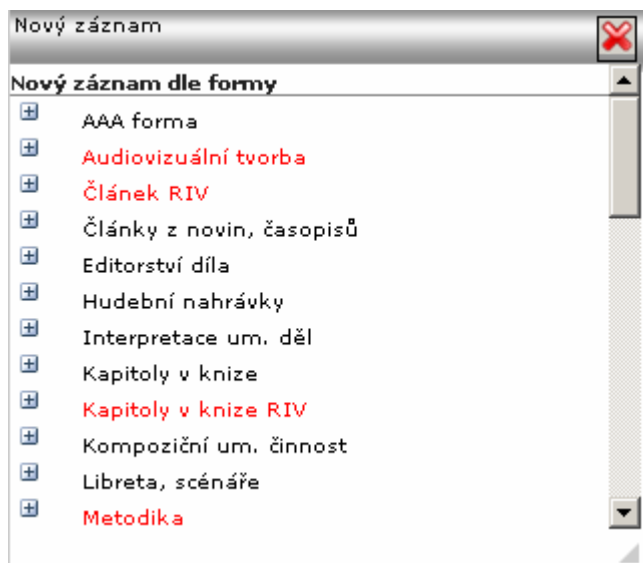 Nový záznam
Nový záznam dle formy
AAA forma
Audiovizuální tvorba
Článek RIV
Články z novin, časopisů
Editorství díla
Hudební nahrávky
Interpretace um. děl
Kapitoly v knize
Kapitoly v knize RIV
Kompoziční um. činnost
Libreta, scénáře
Metodika